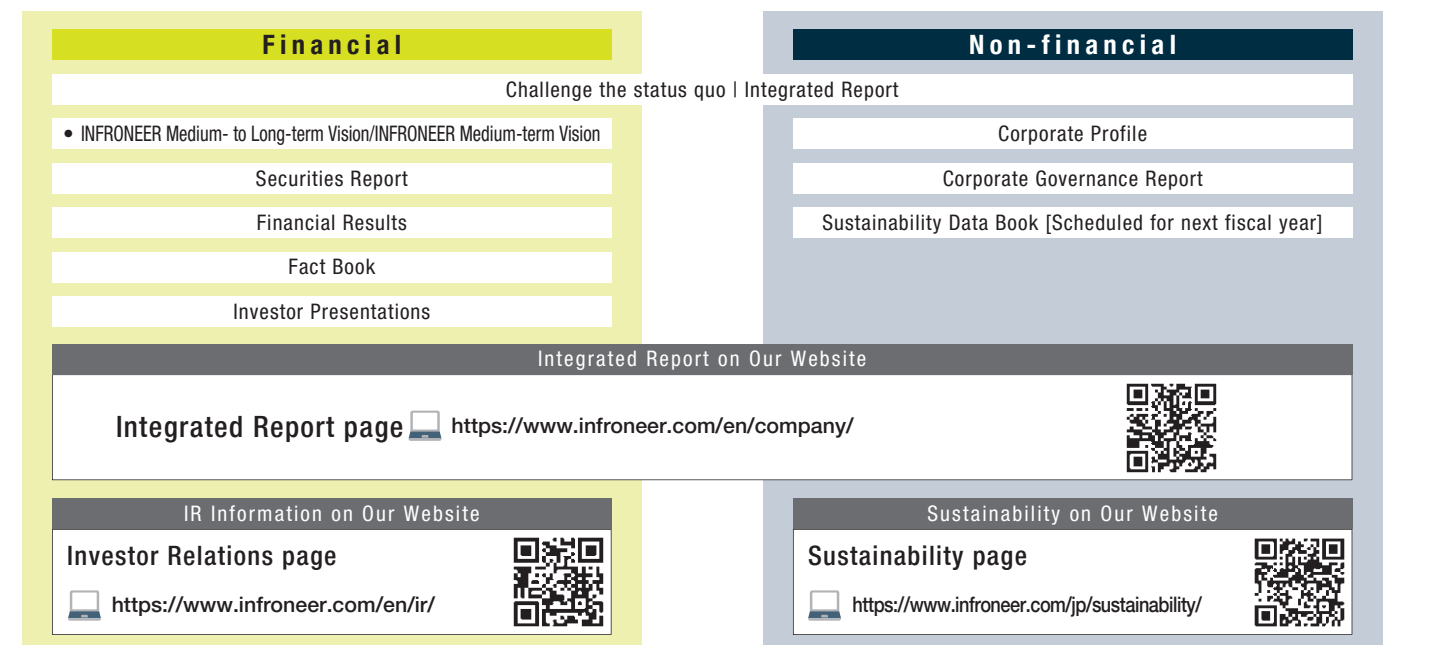 Financial
Non-financial
Challenge the status quo | Integrated Report
• INFRONEER Medium- to Long-term Vision/INFRONEER Medium-term Vision
Securities Report
Financial Results
Fact Book
Investor Presentations
Corporate Profile
Corporate Governance Report
Sustainability Data Book [Scheduled for next fiscal year]
Integrated Report on Our Website
Integrated Report page https://www.infroneer.com/en/company/
IR Information on Our Website
Investor Relations page
https://www.infroneer.com/en/ir/
Sustainability on Our Website
Sustainability page
https://www.infroneer.com/jp/sustainability/